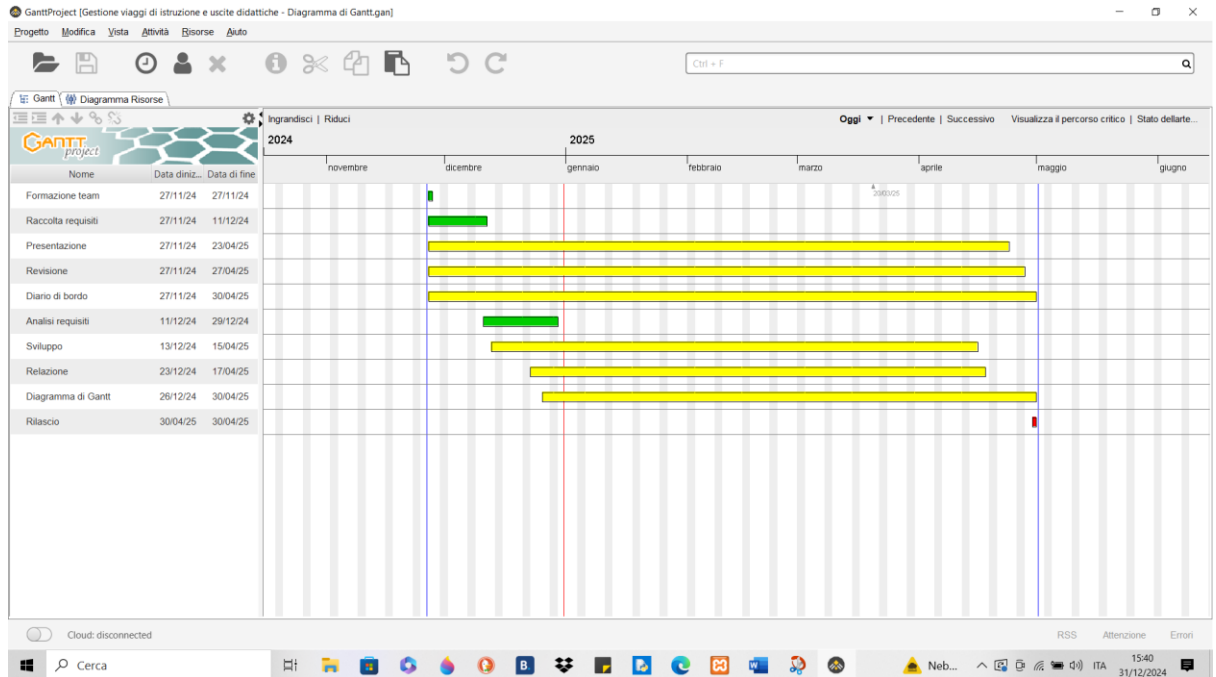 GanttProject [Gestione viaggi di istruzione e uscite didattiche - Diagramma di Gantt.gan]
Progetto Modifica Vista Attività Risorse Aiuto
Ctrl + F
Gantt Diagramma Risorse
Ingrandisci | Riduci Oggi | Precedente | Successivo Visualizza il percorso critico | Stato dellarte...
GANTT project
2024 2025
Nome Data diniz... Data di fine novembre dicembre gennaio febbraio marzo aprile maggio giugno
Formazione team 27/11/24 27/11/24 20/03/25
Raccolta requisiti 27/11/24 11/12/24
Presentazione 27/11/24 23/04/25
Revisione 27/11/24 27/04/25
Diario di bordo 27/11/24 30/04/25
Analisi requisiti 11/12/24 29/12/24
Sviluppo 13/12/24 15/04/25
Relazione 23/12/24 17/04/25
Diagramma di Gantt 26/12/24 30/04/25
Rilascio 30/04/25 30/04/25
Cloud: disconnected RSS Attenzione Errori
Cerca B. Neb... ITA 15:40
31/12/2024